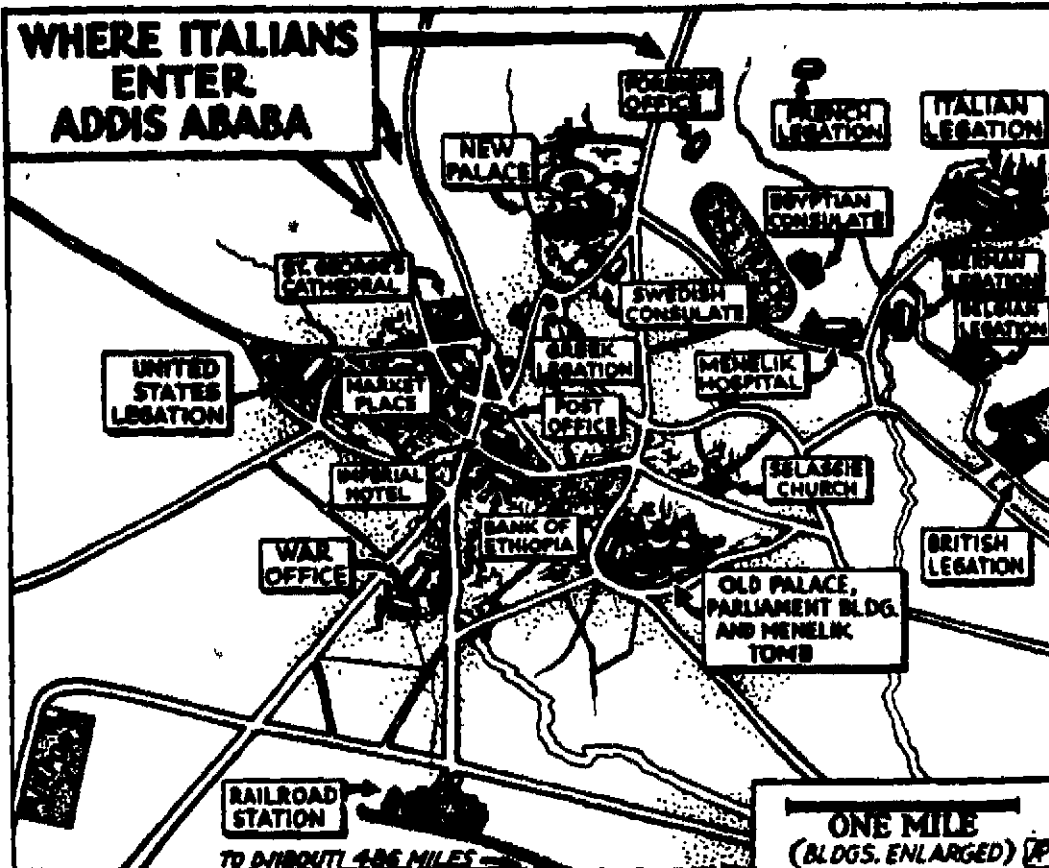 WHERE ITALIANS
ENTER
ADDIS ABABA
FOREIGN
OFFICE
FRENCH
LEGATION
ITALIAN
LEGATION
NEW
PALACE
EGYPTIAN
CONSULATE
ST. GEORGE'S
CATHEDRAL
SWEDISH
CONSULATE
GERMAN
LEGATION
BELGIAN
LEGATION
UNITED
STATES
LEGATION
MARKET
PLACE
GREEK
LEGATION
MENELIK
HOSPITAL
POST
OFFICE
IMPERIAL
HOTEL
SELASSIE
CHURCH
BANK OF
ETHIOPIA
WAR
OFFICE
BRITISH
LEGATION
OLD PALACE,
PARLIAMENT BLDG.
AND MENELIK
TOMB
RAILROAD
STATION
TO DJIBOUTI 486 MILES
ONE MILE
(BLDGS. ENLARGED)